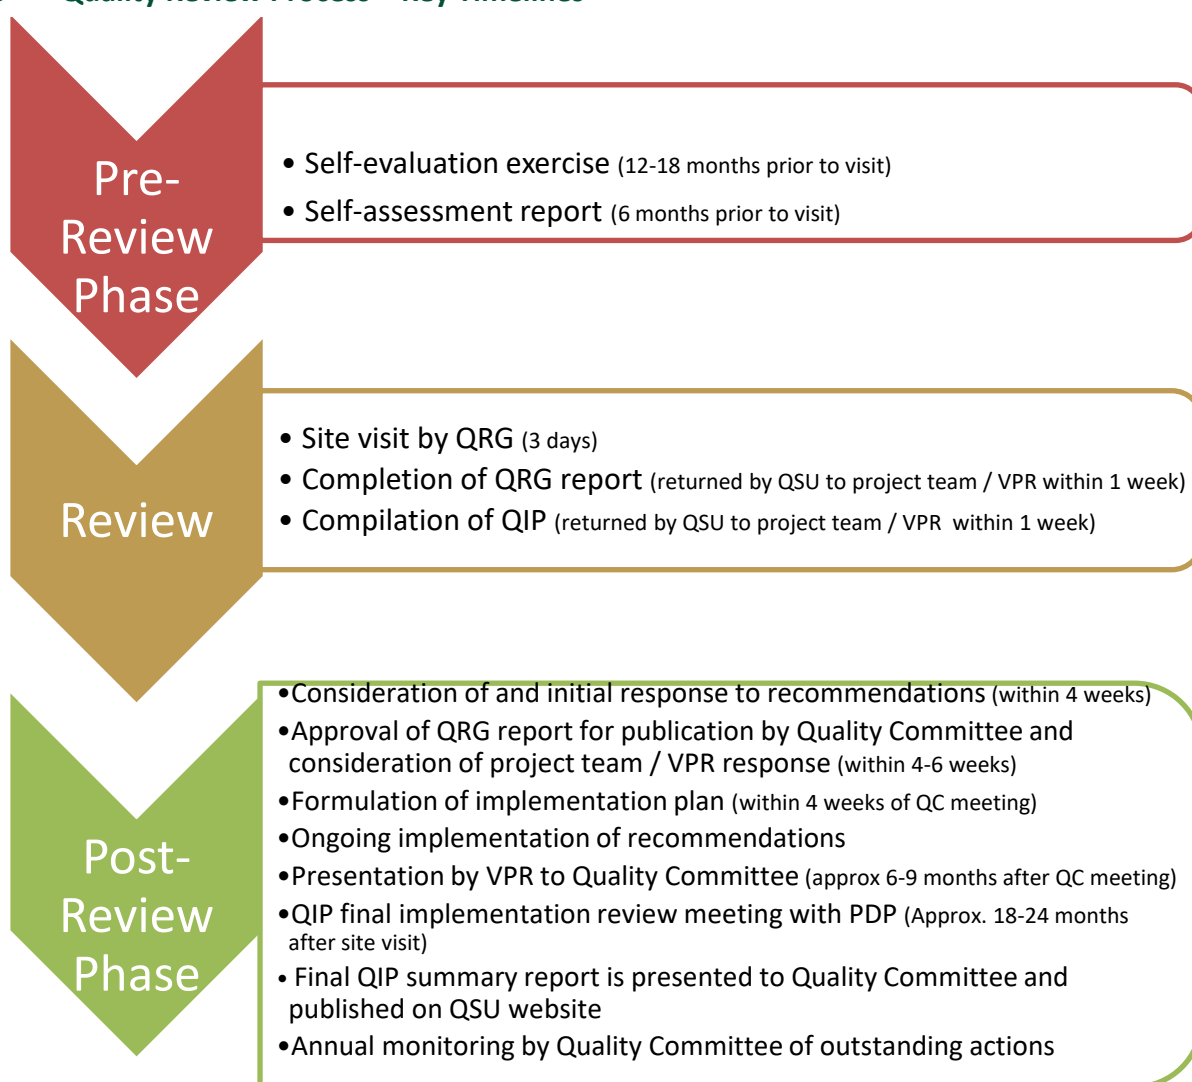 Quality Review Process – Key Timelines
Pre-
Review
Phase
• Self-evaluation exercise (12-18 months prior to visit)
• Self-assessment report (6 months prior to visit)
Review
• Site visit by QRG (3 days)
• Completion of QRG report (returned by QSU to project team / VPR within 1 week)
• Compilation of QIP (returned by QSU to project team / VPR within 1 week)
Post-
Review
Phase
•Consideration of and initial response to recommendations (within 4 weeks)
•Approval of QRG report for publication by Quality Committee and
consideration of project team / VPR response (within 4-6 weeks)
•Formulation of implementation plan (within 4 weeks of QC meeting)
•Ongoing implementation of recommendations
•Presentation by VPR to Quality Committee (approx 6-9 months after QC meeting)
•QIP final implementation review meeting with PDP (Approx. 18-24 months
after site visit)
• Final QIP summary report is presented to Quality Committee and
published on QSU website
•Annual monitoring by Quality Committee of outstanding actions